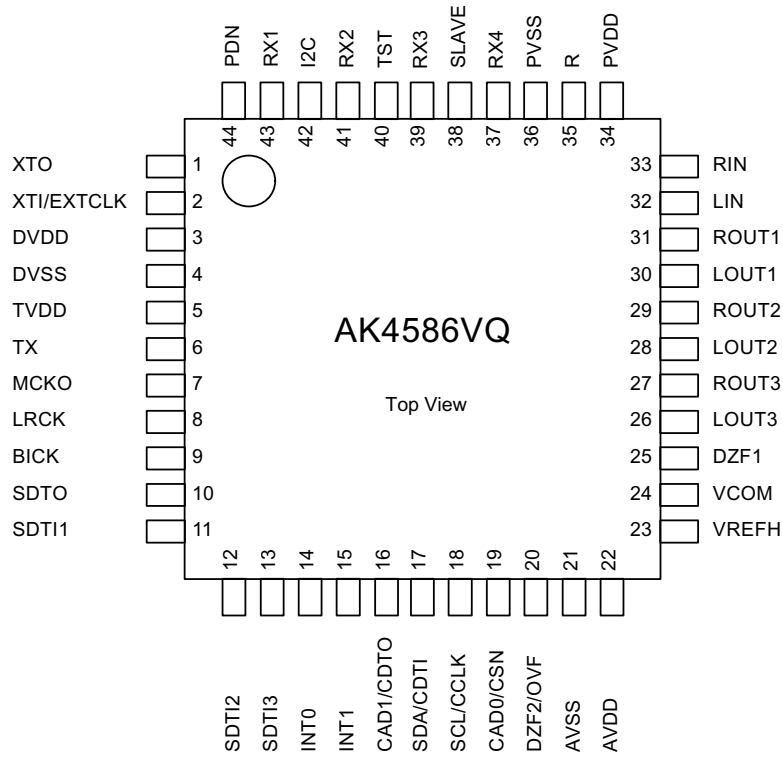 PDN RX1 I2C RX2 TST RX3 SLAVE RX4 PVSS R PVDD
44 43 42 41 40 39 38 37 36 35 34
XTO 1 33 RIN
XTI/EXTCLK 2 32 LIN
DVDD 3 31 ROUT1
DVSS 4 30 LOUT1
TVDD 5 29 ROUT2
TX 6 28 LOUT2
MCKO 7 27 ROUT3
LRCK 8 26 LOUT3
BICK 9 25 DZF1
SDTO 10 24 VCOM
SDTI1 11 23 VREFH
AK4586VQ
Top View
12 13 14 15 16 17 18 19 20 21 22
SDTI2 SDTI3 INT0 INT1 CAD1/CDTO SDA/CDTI SCL/CCLK CAD0/CSN DZF2/OVF AVSS AVDD